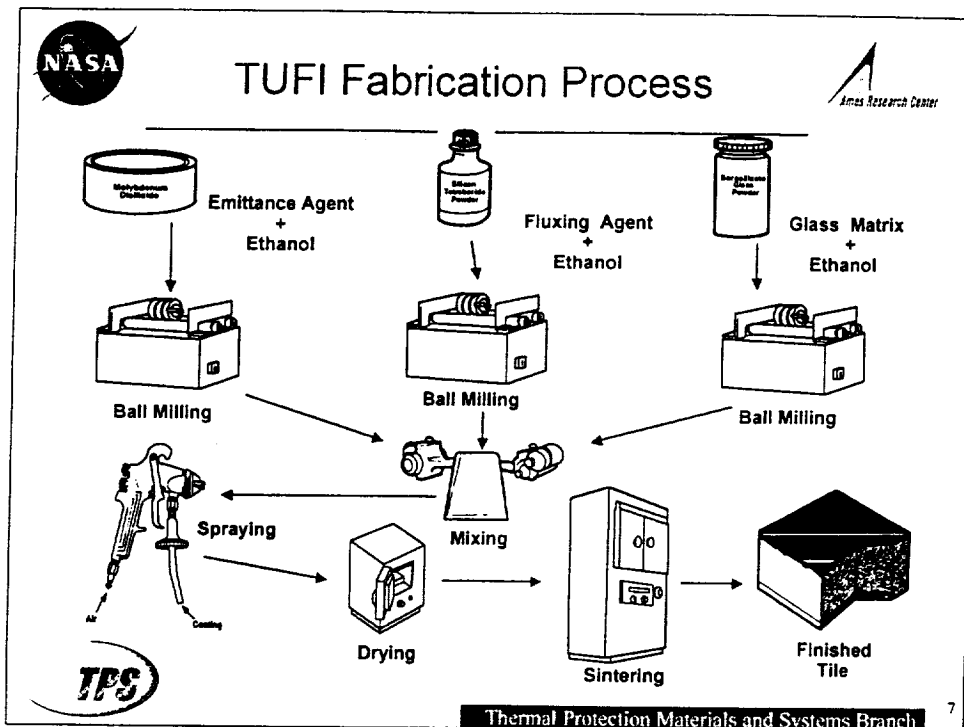 NASA
TUFI Fabrication Process
Ames Research Center
Molybdenum
Disilicide
Emittance Agent
+
Ethanol
Silicon
Tetraboride
Powder
Fluxing Agent
+
Ethanol
Borosilicate
Glass
Powder
Glass Matrix
+
Ethanol
Ball Milling
Ball Milling
Ball Milling
Spraying
Mixing
Air
Coating
Drying
Sintering
Finished
Tile
TPS
Thermal Protection Materials and Systems Branch
7